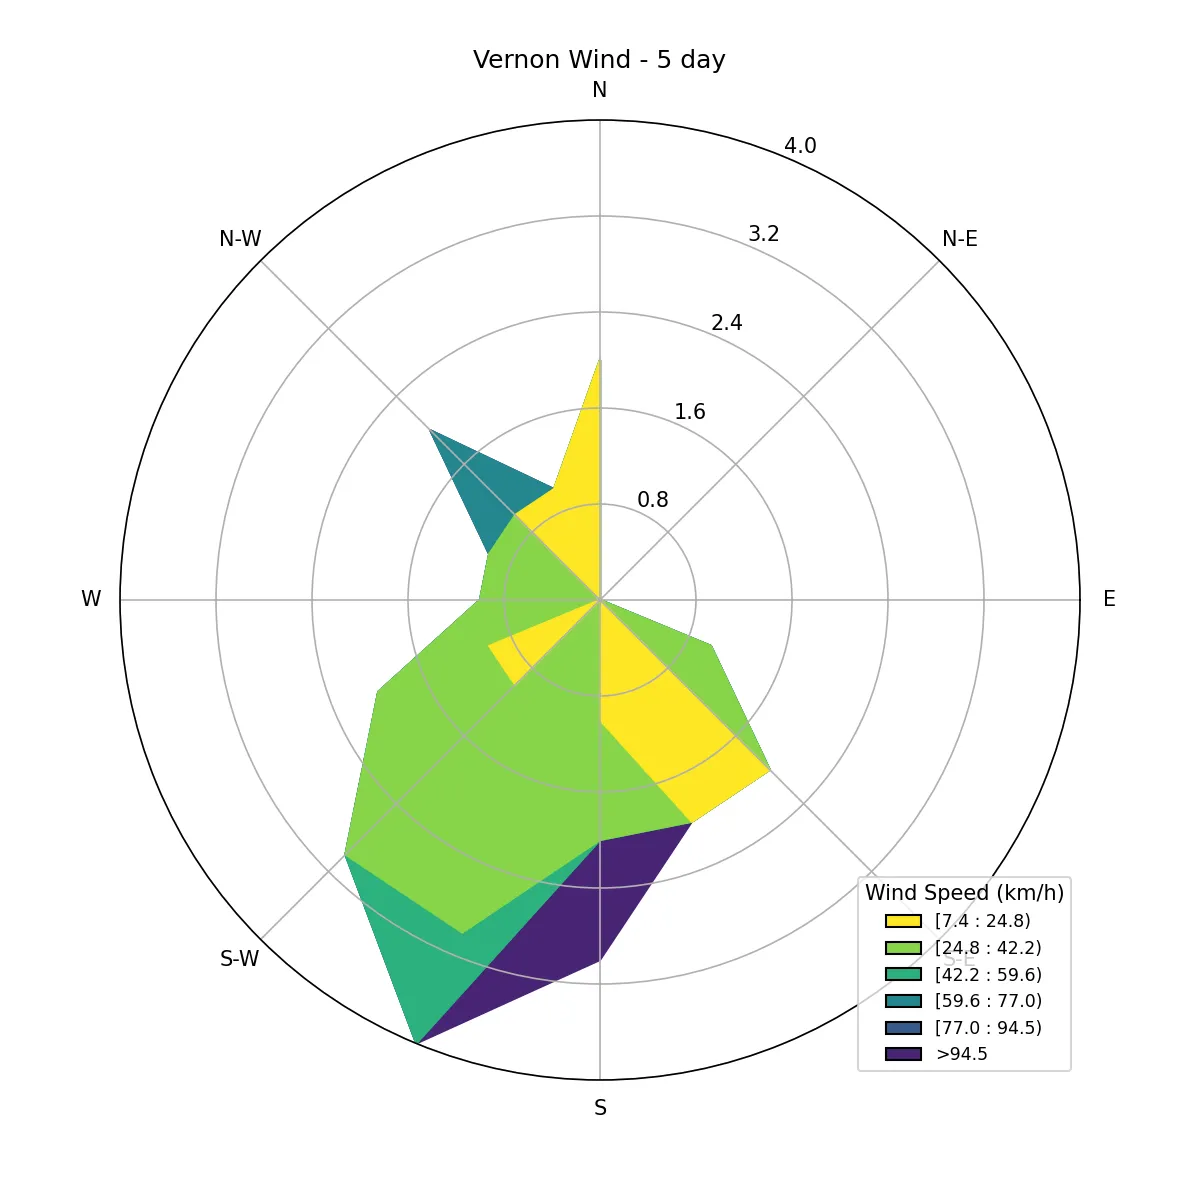 Vernon Wind - 5 day
N
4.0
N-W
3.2
N-E
2.4
1.6
0.8
W
E
Wind Speed (km/h)
[7.4 : 24.8)
[24.8 : 42.2)
S-W
S-E
[42.2 : 59.6)
[59.6 : 77.0)
[77.0 : 94.5)
>94.5
S